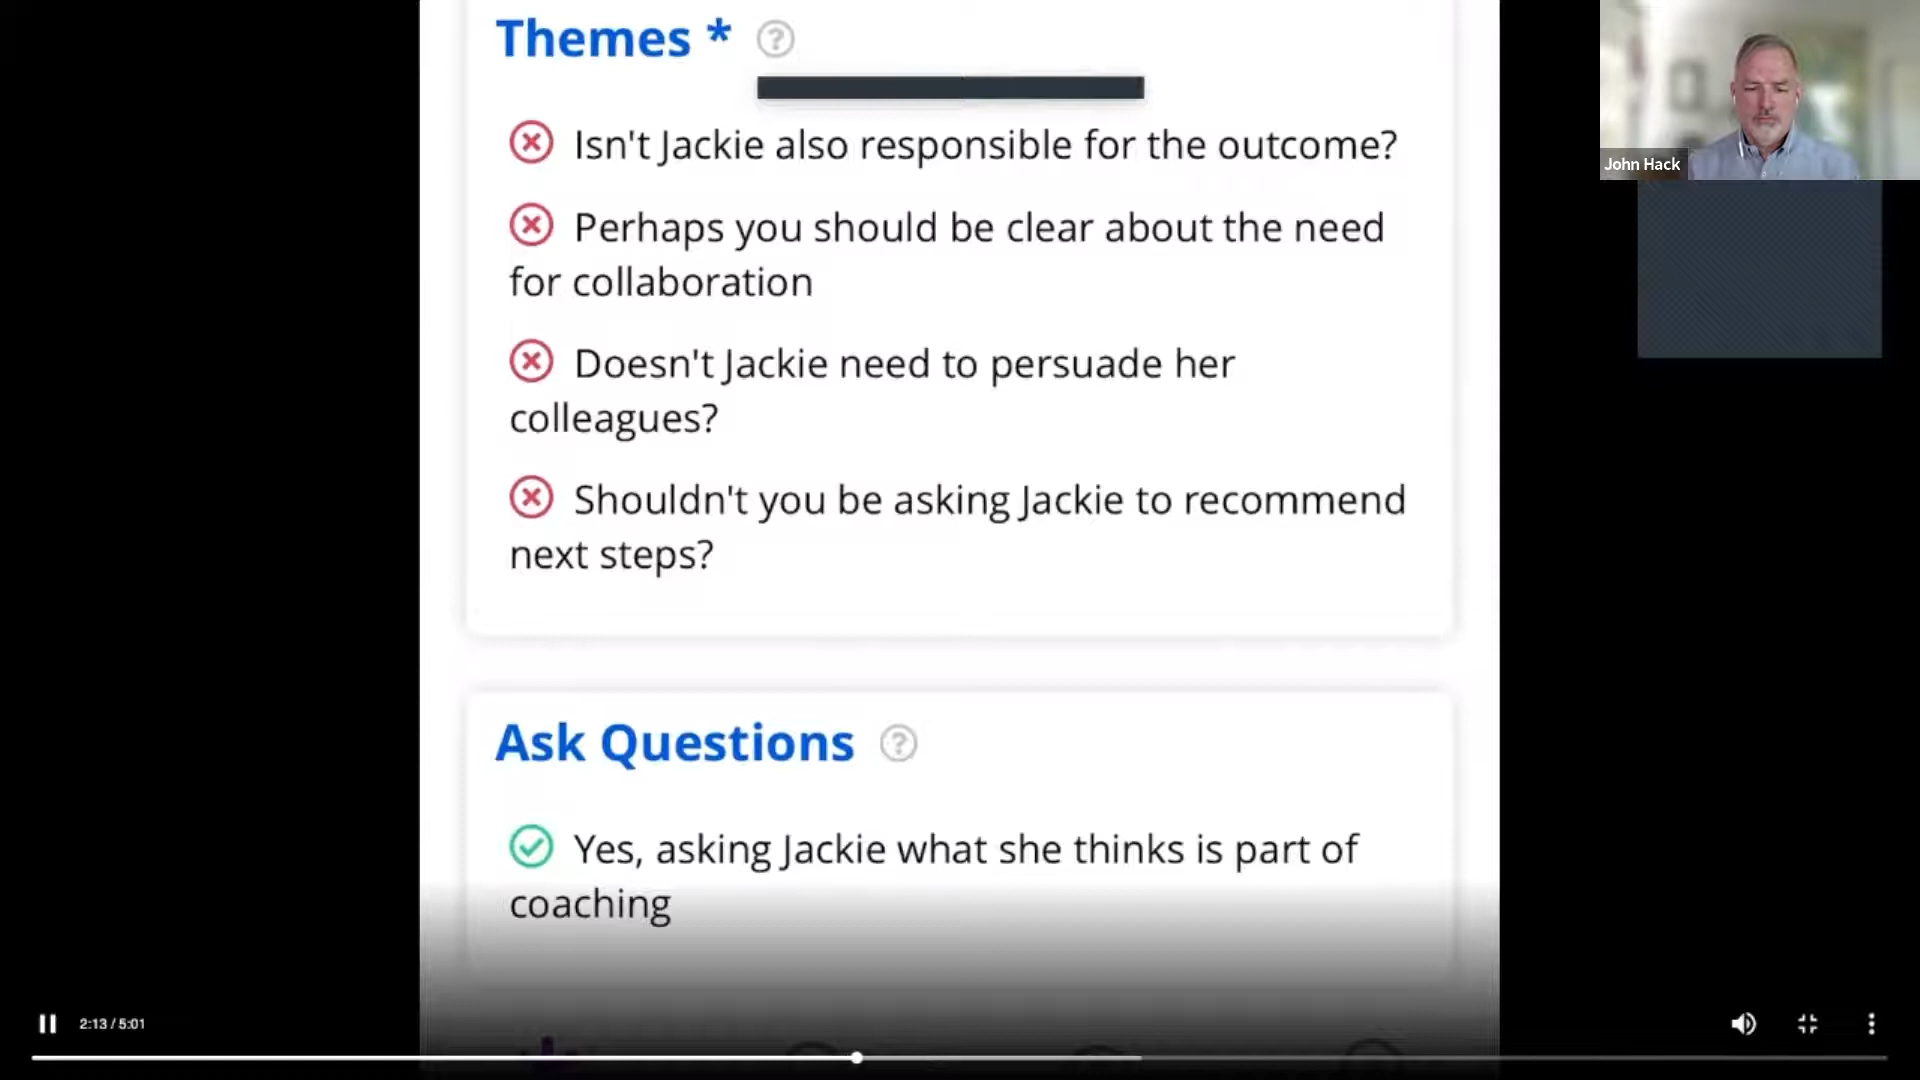 Themes *
Isn't Jackie also responsible for the outcome?
Perhaps you should be clear about the need
for collaboration
Doesn't Jackie need to persuade her
colleagues?
Shouldn't you be asking Jackie to recommend
next steps?
Ask Questions
Yes, asking Jackie what she thinks is part of
coaching
John Hack
2:13 / 5:01